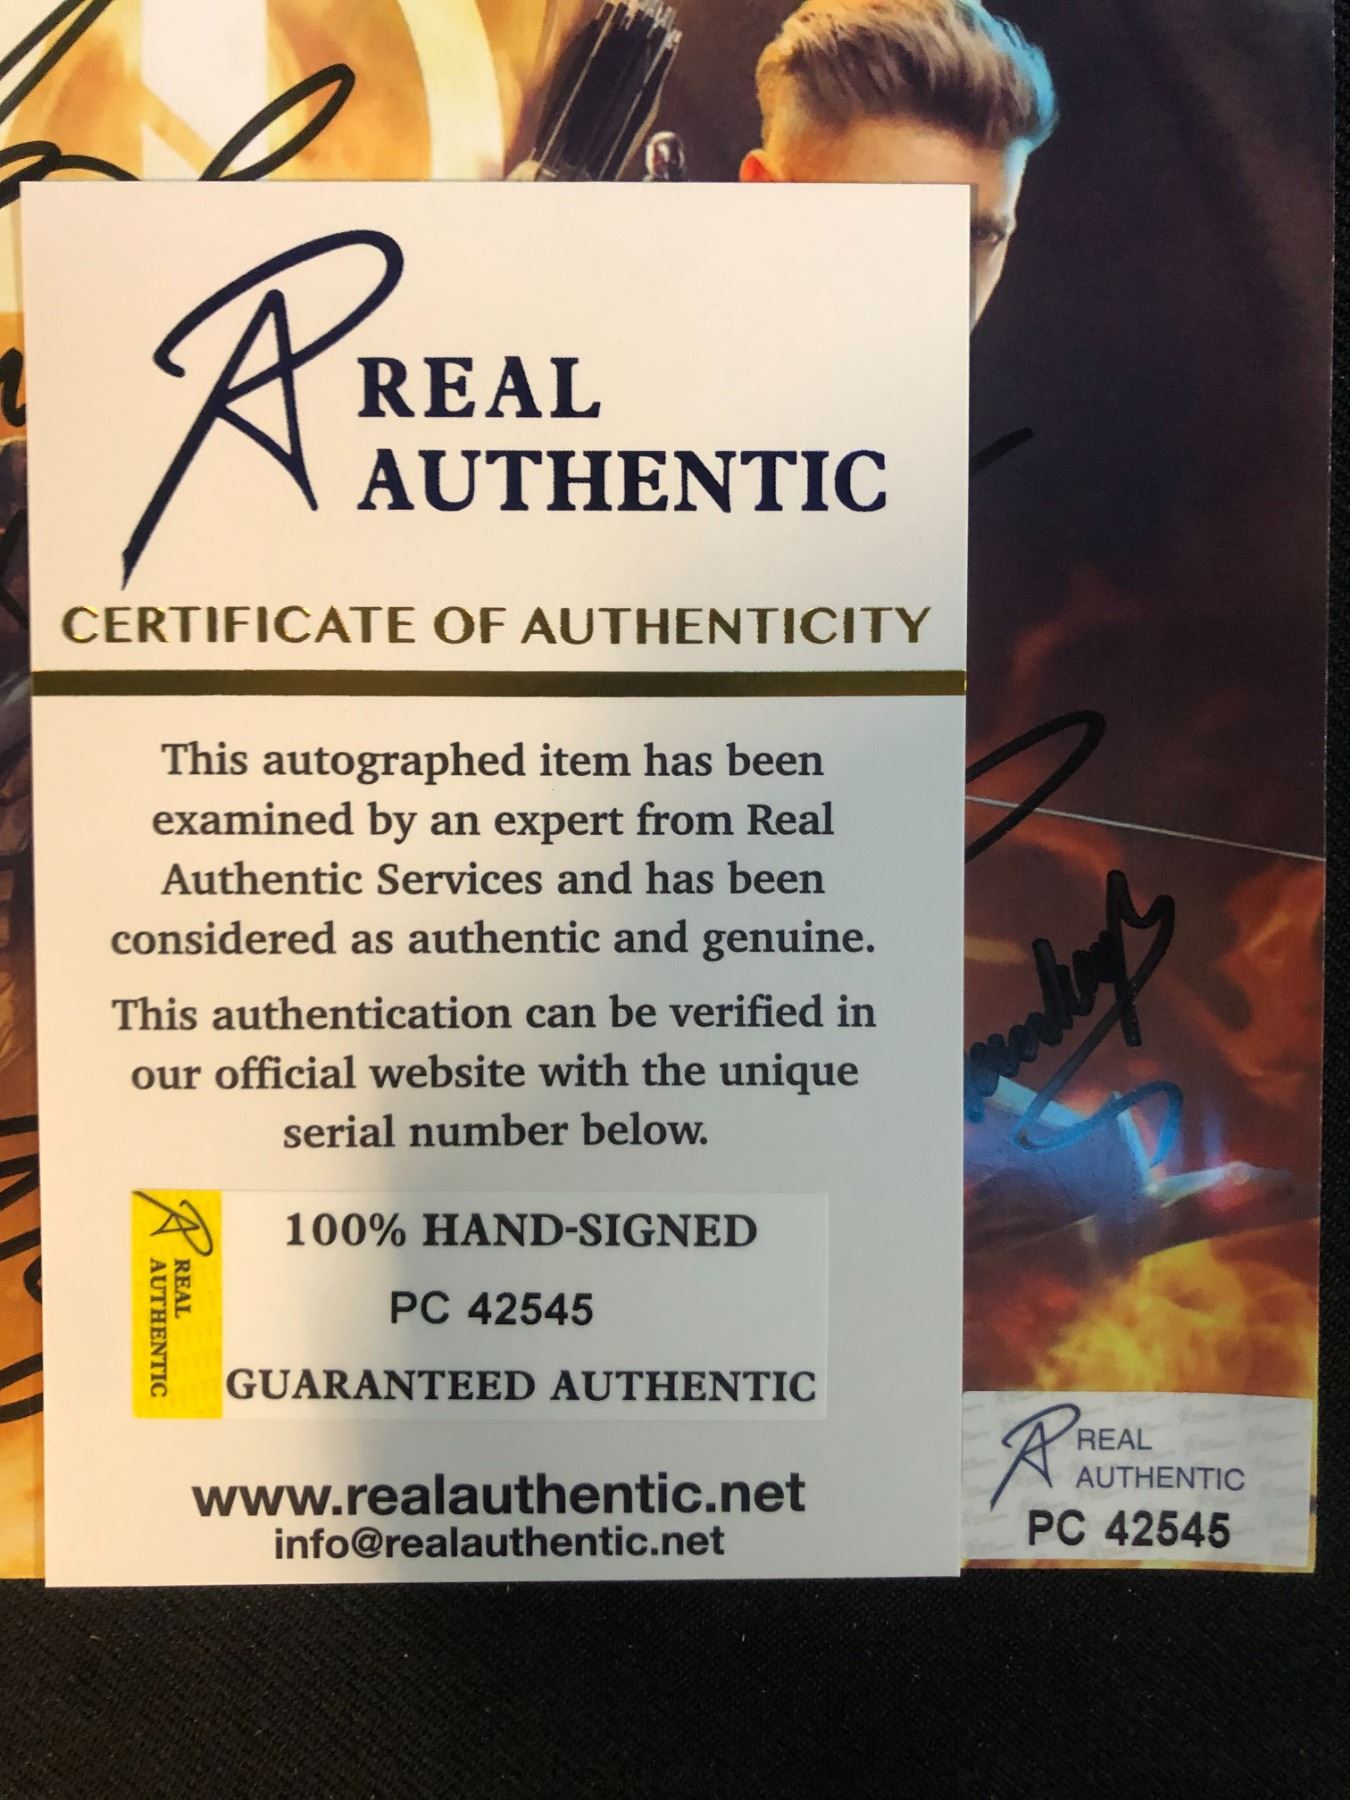 REAL
AUTHENTIC
CERTIFICATE OF AUTHENTICITY
This autographed item has been
examined by an expert from Real
Authentic Services and has been
considered as authentic and genuine.
This authentication can be verified in
our official website with the unique
serial number below.
REAL
AUTHENTIC
100% HAND-SIGNED
PC 42545
GUARANTEED AUTHENTIC
www.realauthentic.net
info@realauthentic.net
REAL
AUTHENTIC
PC 42545